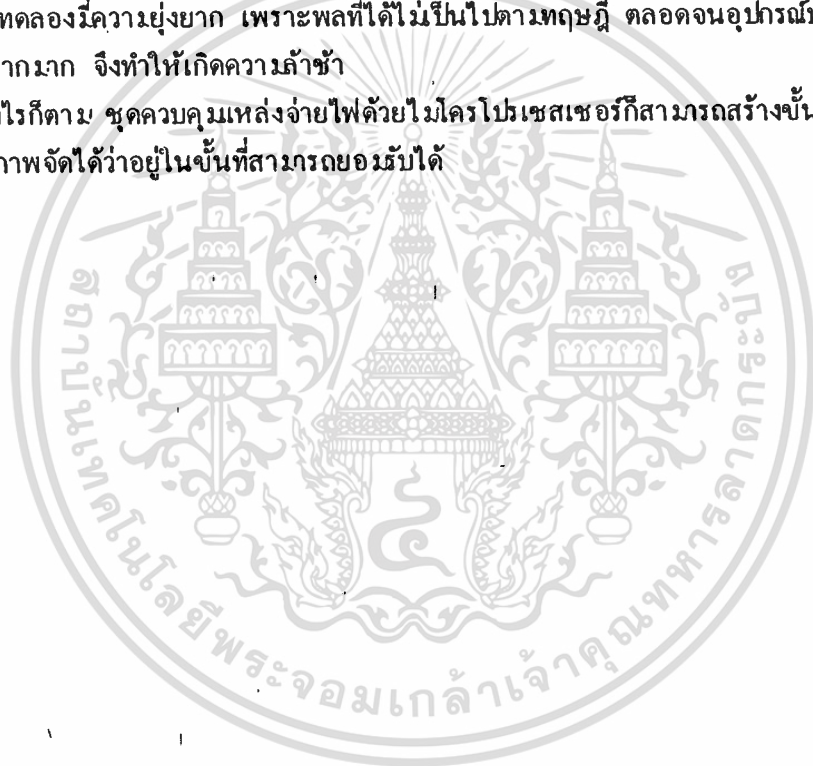 ทดลองมีความยุ่งยาก เพราะผลที่ได้ไม่เป็นไปตามทฤษฎี ตลอดจนอุปกรณ์
ากมาก จึงทำให้เกิดความล้าช้า
ไรก็ตาม ชุดควบคุมแหล่งจ่ายไฟด้วยไมโครโปรเซสเซอร์ก็สามารถสร้างขึ้น
ภาพจัดได้ว่าอยู่ในขั้นที่สามารถยอมรับได้
สถาบันเทคโนโลยีพระจอมเกล้าเจ้าคุณทหารลาดกระบัง